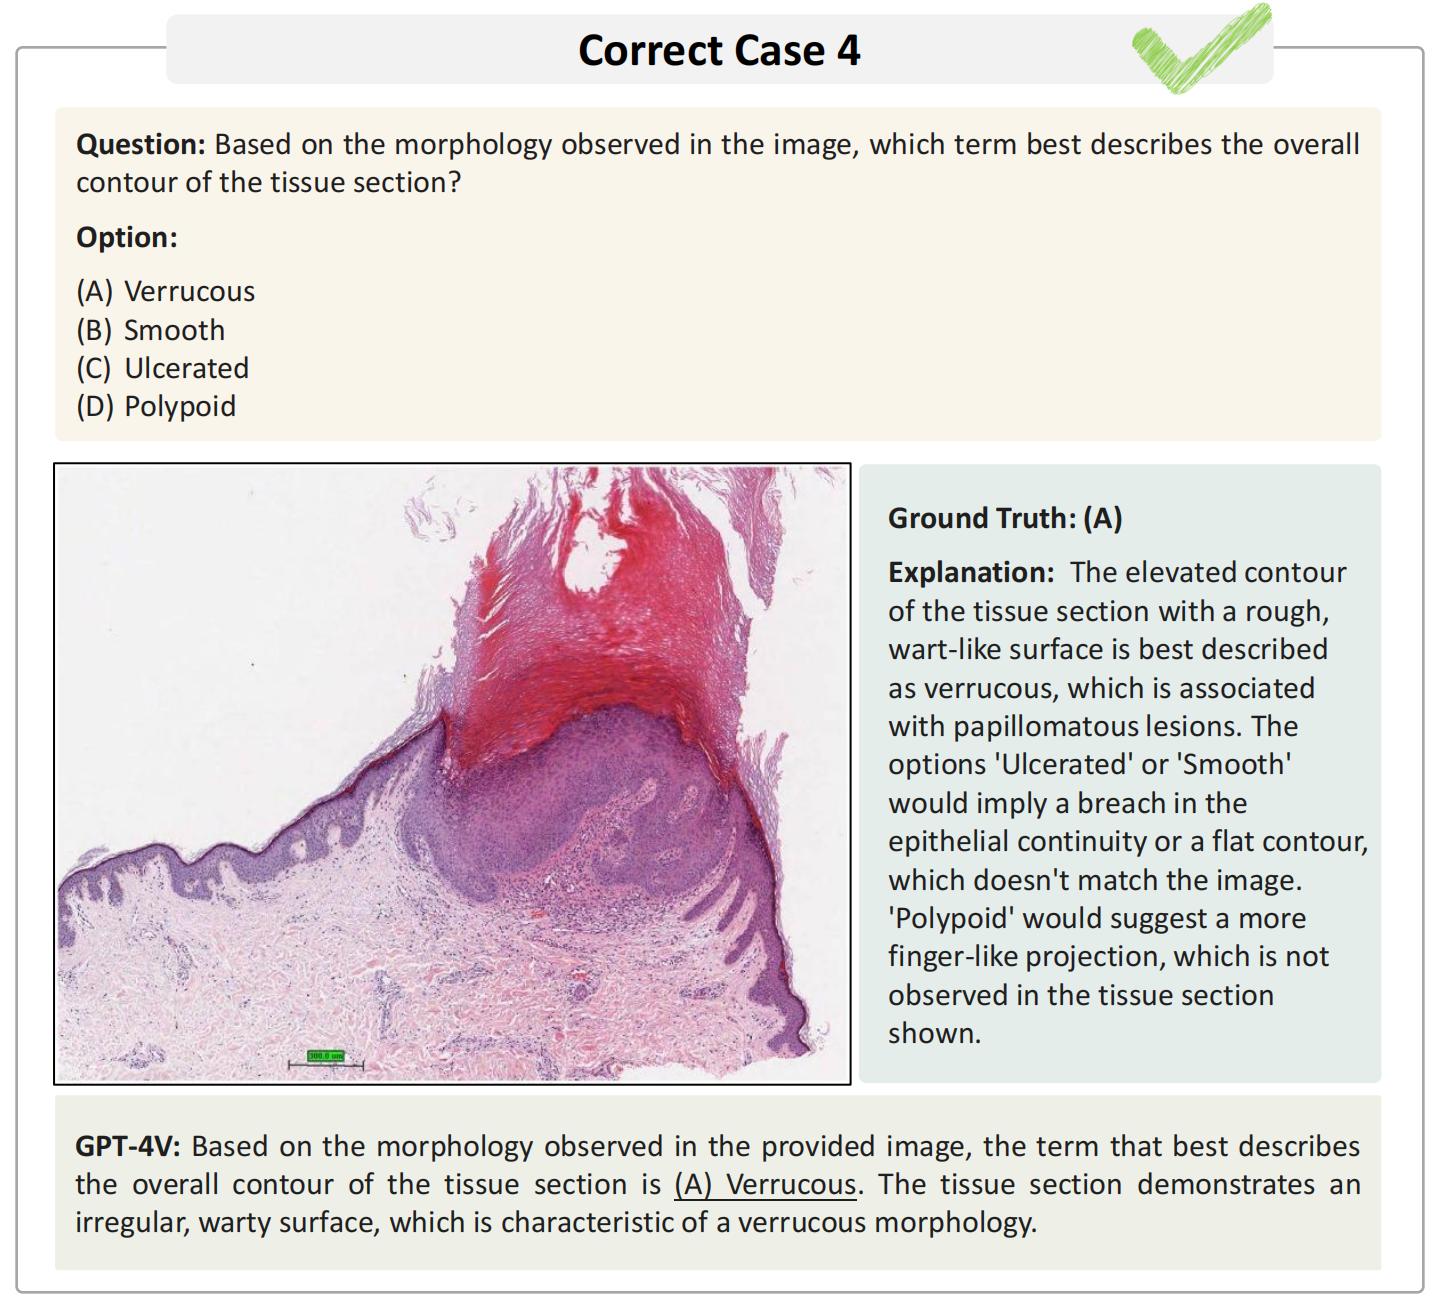 Correct Case 4
Question: Based on the morphology observed in the image, which term best describes the overall
contour of the tissue section?
Option:
(A) Verrucous
(B) Smooth
(C) Ulcerated
(D) Polypoid
300.0 um
Ground Truth: (A)
Explanation: The elevated contour
of the tissue section with a rough,
wart-like surface is best described
as verrucous, which is associated
with papillomatous lesions. The
options 'Ulcerated' or 'Smooth'
would imply a breach in the
epithelial continuity or a flat contour,
which doesn't match the image.
'Polypoid' would suggest a more
finger-like projection, which is not
observed in the tissue section
shown.
GPT-4V: Based on the morphology observed in the provided image, the term that best describes
the overall contour of the tissue section is (A) Verrucous. The tissue section demonstrates an
irregular, warty surface, which is characteristic of a verrucous morphology.